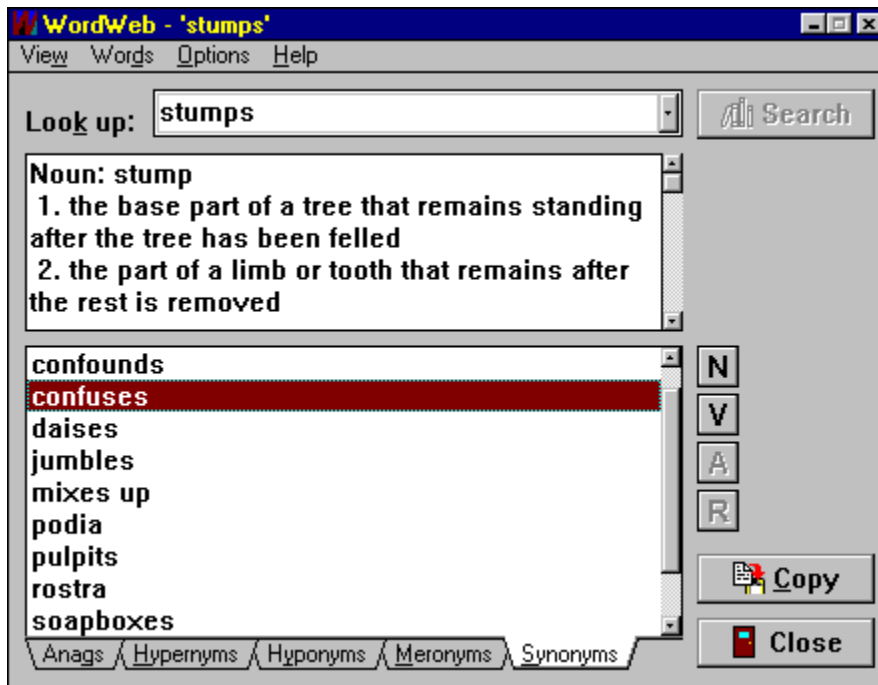 WordWeb - 'stumps'
View Words Options Help
Look up: stumps
Search
Noun: stump
1. the base part of a tree that remains standing
after the tree has been felled
2. the part of a limb or tooth that remains after
the rest is removed
confounds
confuses
daises
jumbles
mixes up
podia
pulpits
rostra
soapboxes
N
V
A
R
Copy
Close
Anags Hypernyms Hyponyms Meronyms Synonyms